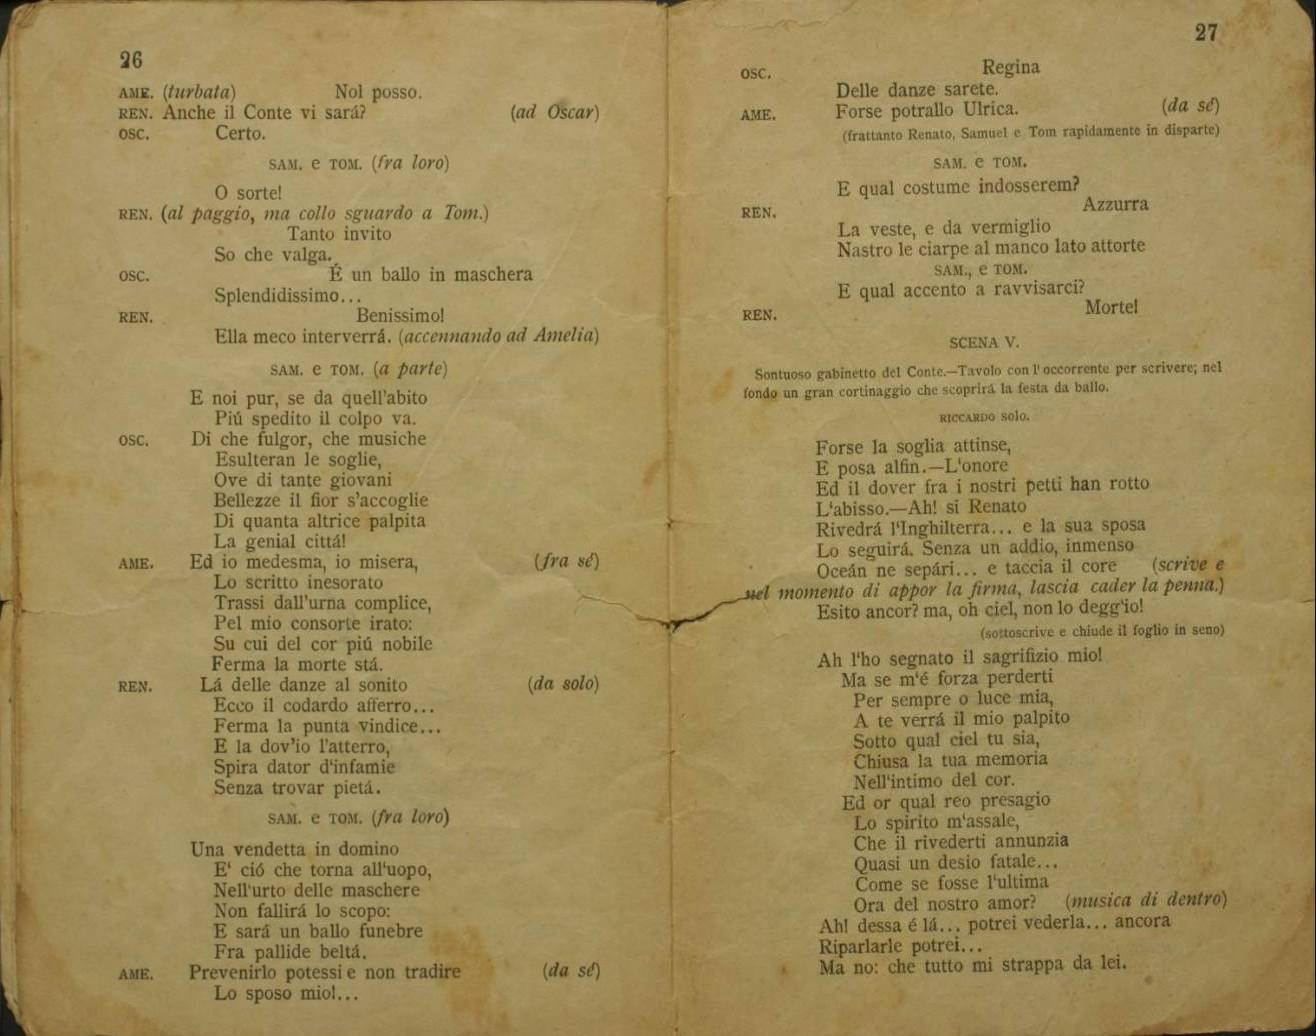 26
AME. (turbata) Nol posso.
REN. Anche il Conte vi sará? (ad Oscar)
OSC. Certo.
SAM. e TOM. (fra loro)
O sorte!
REN. (al paggio, ma collo sguardo a Tom.)
Tanto invito
So che valga.
OSC. É un ballo in maschera
Splendidissimo...
REN. Benissimo!
Ella meco interverrá. (accennando ad Amelia)
SAM. e TOM. (a parte)
E noi pur, se da quell'abito
Piú spedito il colpo va.
OSC. Di che fulgor, che musiche
Esulteran le soglie,
Ove di tante giovani
Bellezze il fior s'accoglie
Di quanta altrice palpita
La genial cittá!
AME. Ed io medesma, io misera, (fra sé)
Lo scritto inesorato
Trassi dall'urna complice,
Pel mio consorte irato:
Su cui del cor piú nobile
Ferma la morte stá.
REN. Lá delle danze al sonito (da solo)
Ecco il codardo afferro...
Ferma la punta vindice...
E la dov'io l'atterro,
Spira dator d'infamie
Senza trovar pietá.
SAM. e TOM. (fra loro)
Una vendetta in domino
E' ció che torna all'uopo,
Nell'urto delle maschere
Non fallirá lo scopo:
E sará un ballo funebre
Fra pallide beltá.
AME. Prevenirlo potessi e non tradire (da sé)
Lo sposo mio!...
27
OSC. Regina
Delle danze sarete.
AME. Forse potrallo Ulrica. (da sé)
(frattanto Renato, Samuel e Tom rapidamente in disparte)
SAM. e TOM.
E qual costume indosserem?
REN. Azzurra
La veste, e da vermiglio
Nastro le ciarpe al manco lato attorte
SAM., e TOM.
E qual accento a ravvisarci?
REN. Morte!
SCENA V.
Sontuoso gabinetto del Conte.—Tavolo con l'occorrente per scrivere; nel
fondo un gran cortinaggio che scoprirá la festa da ballo.
RICCARDO solo.
Forse la soglia attinse,
E posa alfin.—L'onore
Ed il dover fra i nostri petti han rotto
L'abisso.—Ah! si Renato
Rivedrá l'Inghilterra... e la sua sposa
Lo seguirá. Senza un addio, inmenso
Oceán ne sepári... e taccia il core (scrive e
nel momento di appor la firma, lascia cader la penna.)
Esito ancor? ma, oh ciel, non lo degg'io!
(sottoscrive e chiude il foglio in seno)
Ah l'ho segnato il sagrifizio mio!
Ma se m'é forza perderti
Per sempre o luce mia,
A te verrá il mio palpito
Sotto qual ciel tu sia,
Chiusa la tua memoria
Nell'intimo del cor.
Ed or qual reo presagio
Lo spirito m'assale,
Che il rivederti annunzia
Quasi un desio fatale...
Come se fosse l'ultima
Ora del nostro amor? (musica di dentro)
Ah! dessa é lá... potrei vederla... ancora
Riparlarle potrei...
Ma no: che tutto mi strappa da lei.